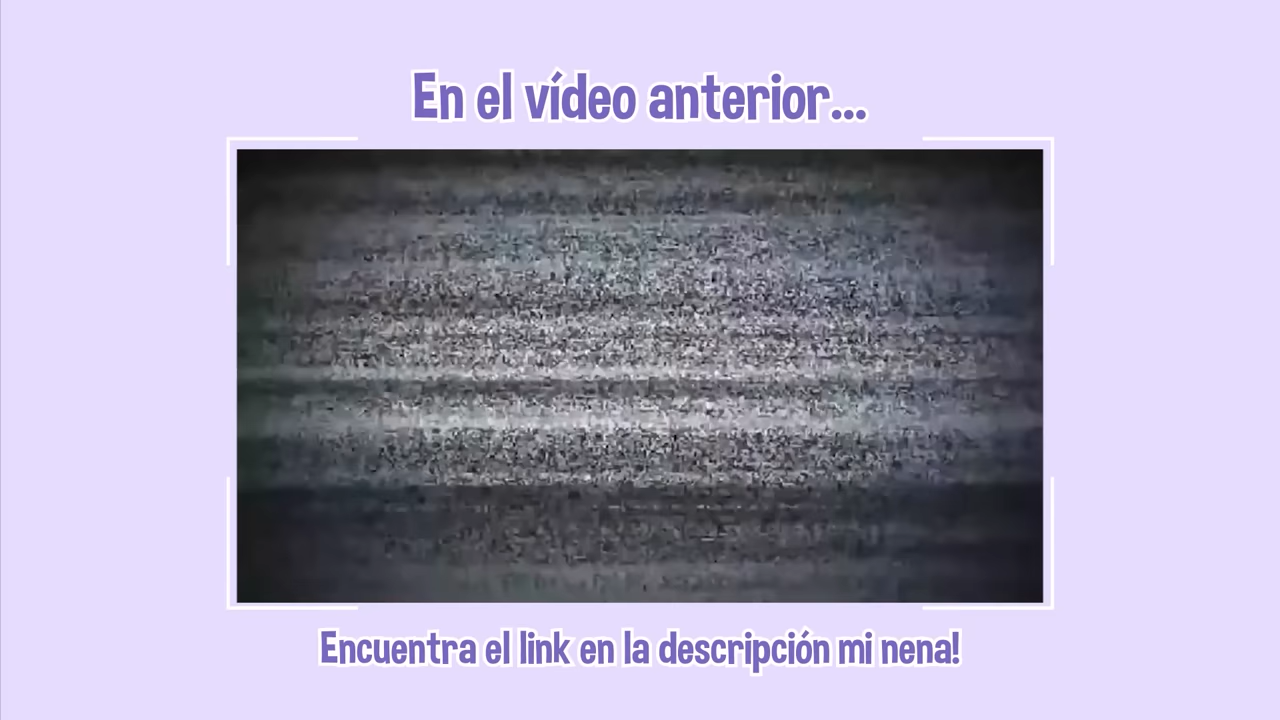 En el vídeo anterior...
Encuentra el link en la descripción mi nena!